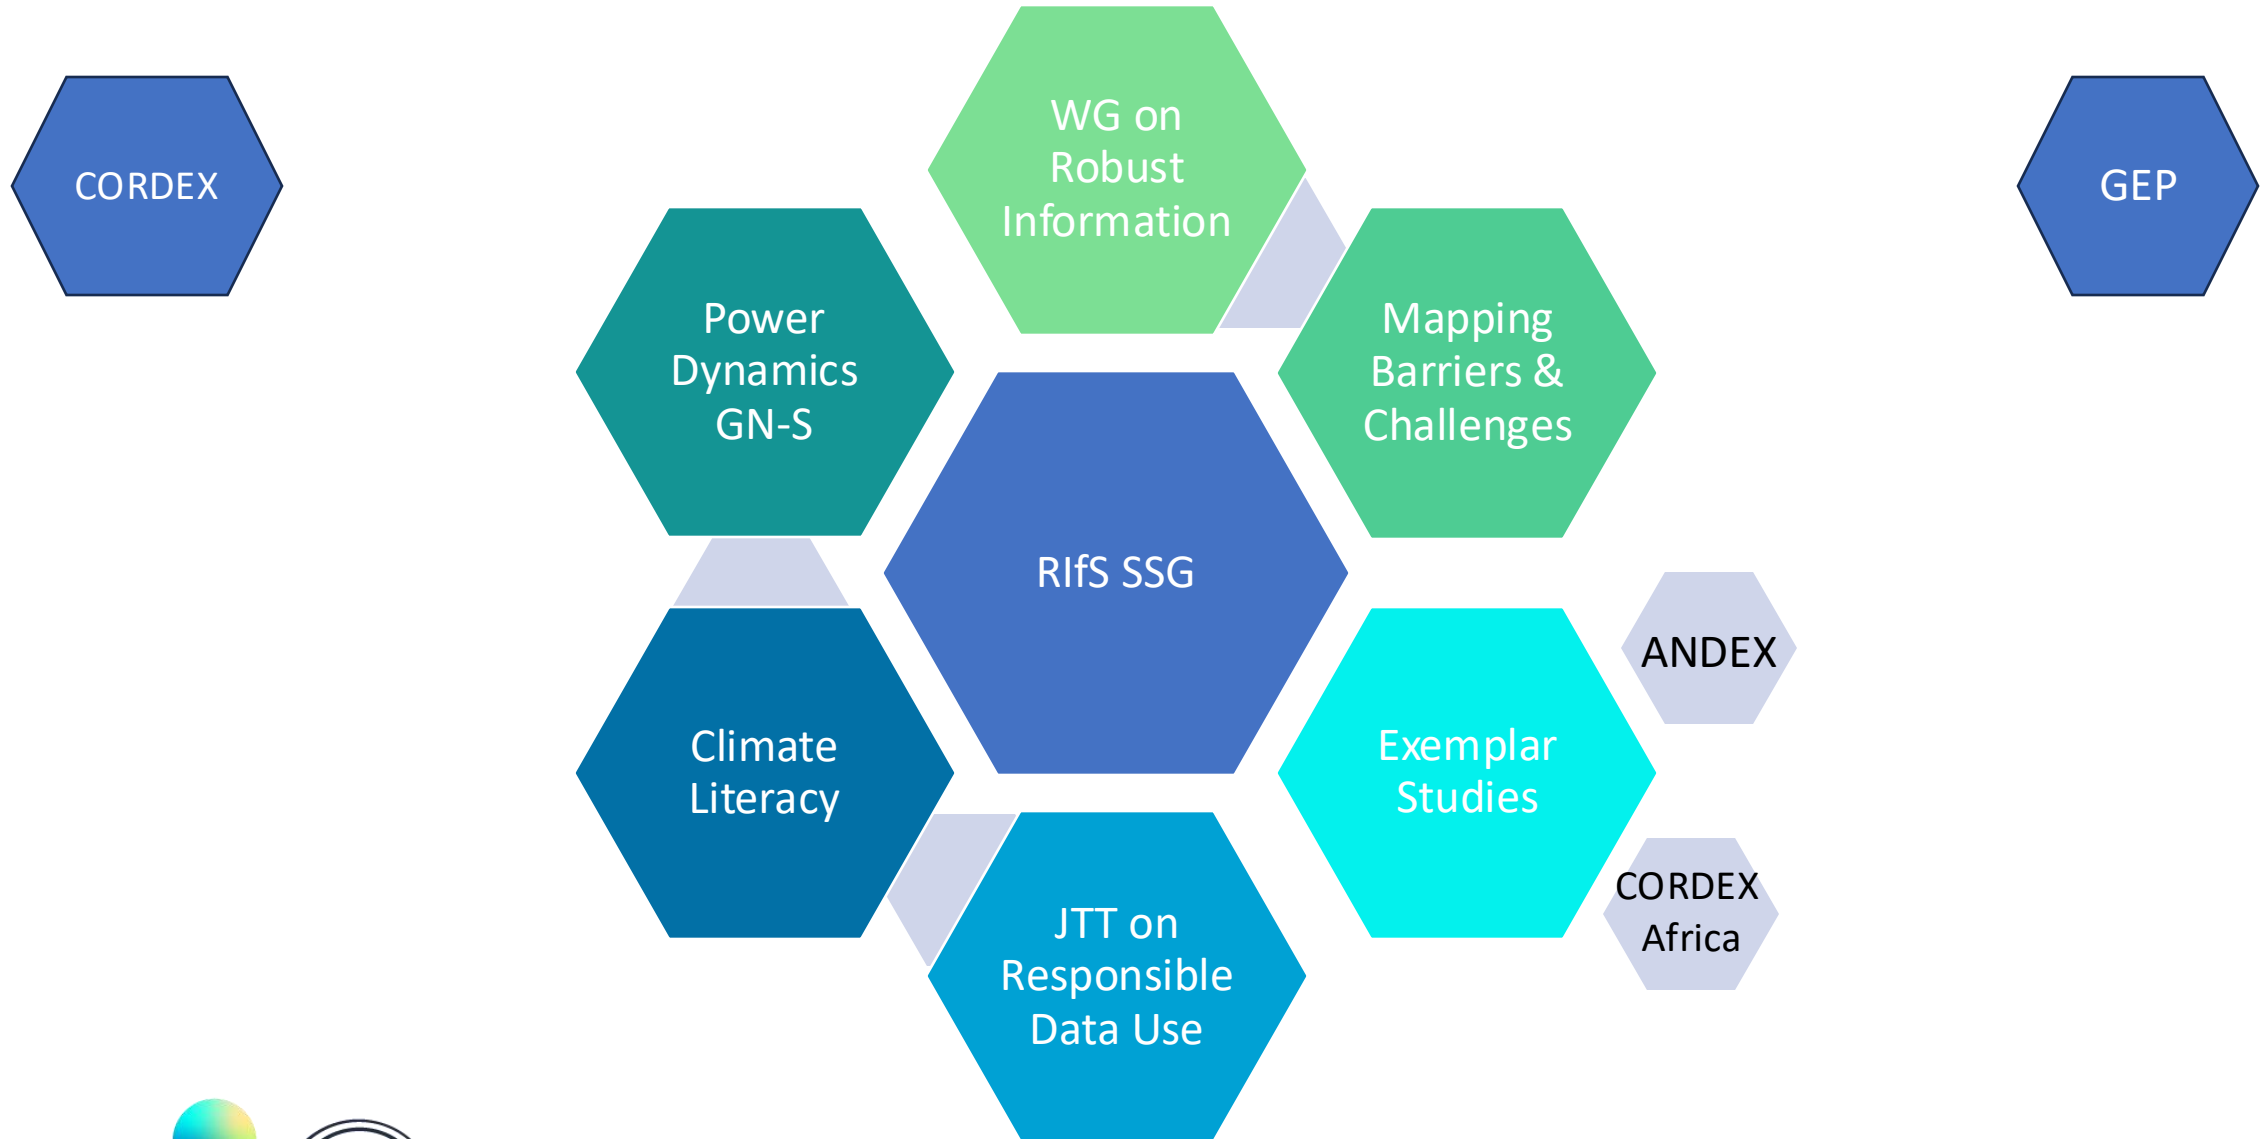 CORDEX
GEP
WG on
Robust
Information
Power
Dynamics
GN-S
Mapping
Barriers &
Challenges
RIfS SSG
ANDEX
Climate
Literacy
Exemplar
Studies
CORDEX
Africa
JTT on
Responsible
Data Use